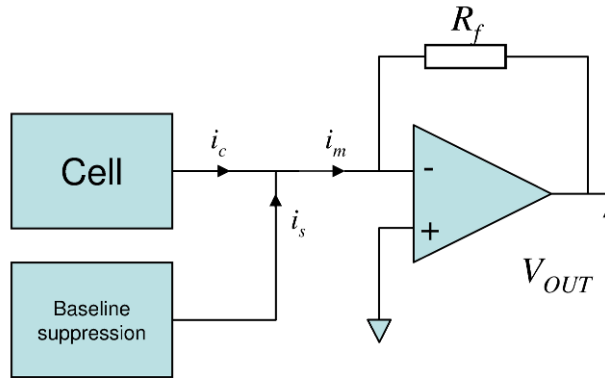 R_f
Cell
i_c
i_m
-
i_s
+
Baseline
suppression
V_OUT